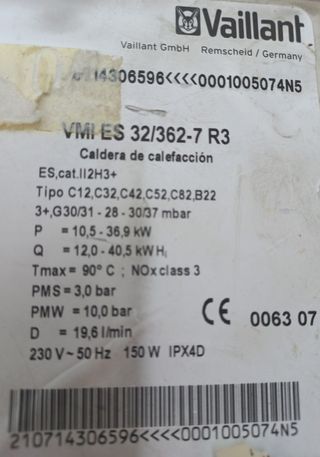 Vaillant
Vaillant GmbH Remscheid / Germany
14306596<<<<0001005074N5
VMI ES 32/362-7 R3
Caldera de calefacción
ES,cat.II2H3+
Tipo C12,C32,C42,C52,C82,B22
3+,G30/31 - 28 - 30/37 mbar
P = 10,5 - 36,9 kW
Q = 12,0 - 40,5 kW Hi
Tmax = 90° C ; NOx class 3
PMS = 3,0 bar
PMW = 10,0 bar
CE 0063 07
D = 19,6 l/min
230 V ~ 50 Hz 150 W IPX4D
210714306596<<<<0001005074N5